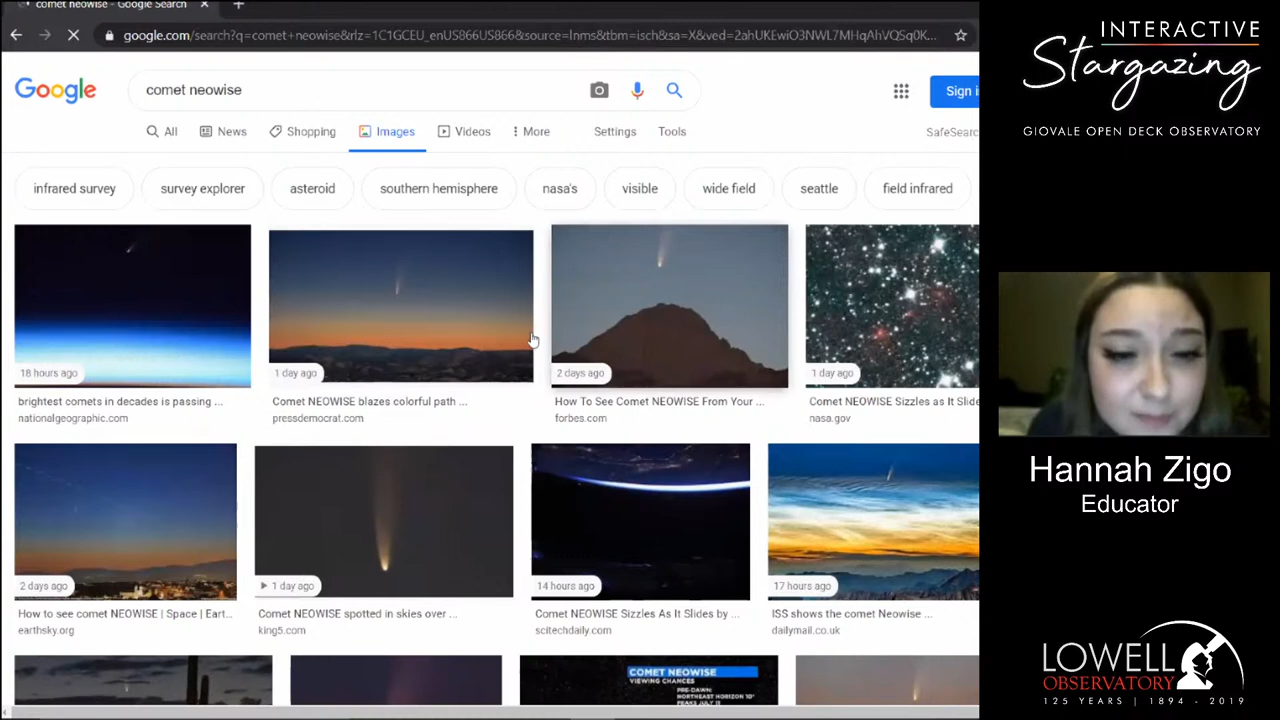 comet neowise - Google Search
google.com/search?q=comet+neowise&rlz=1C1GCEU_enUS866US866&source=lnms&tbm=isch&sa=X&ved=2ahUKEwiO3NWL7MHqAhVQSq0K...
Google
comet neowise
Sign i
All
News
Shopping
Images
Videos
More
Settings
Tools
SafeSearc
infrared survey
survey explorer
asteroid
southern hemisphere
nasa's
visible
wide field
seattle
field infrared
18 hours ago
1 day ago
2 days ago
1 day ago
brightest comets in decades is passing ...
Comet NEOWISE blazes colorful path ...
How To See Comet NEOWISE From Your ...
Comet NEOWISE Sizzles as It Slide
nationalgeographic.com
pressdemocrat.com
forbes.com
nasa.gov
2 days ago
1 day ago
14 hours ago
17 hours ago
How to see comet NEOWISE | Space | Eart...
Comet NEOWISE spotted in skies over ...
Comet NEOWISE Sizzles As It Slides by ...
ISS shows the comet Neowise ...
earthsky.org
king5.com
scitechdaily.com
dailymail.co.uk
COMET NEOWISE
VIEWING CHANCES
PRE-DAWN:
NORTHEAST HORIZON 10°
PEAKS JULY 11
INTERACTIVE
Stargazing
GIOVALE OPEN DECK OBSERVATORY
Hannah Zigo
Educator
LOWELL
OBSERVATORY
125 YEARS | 1894 - 2019